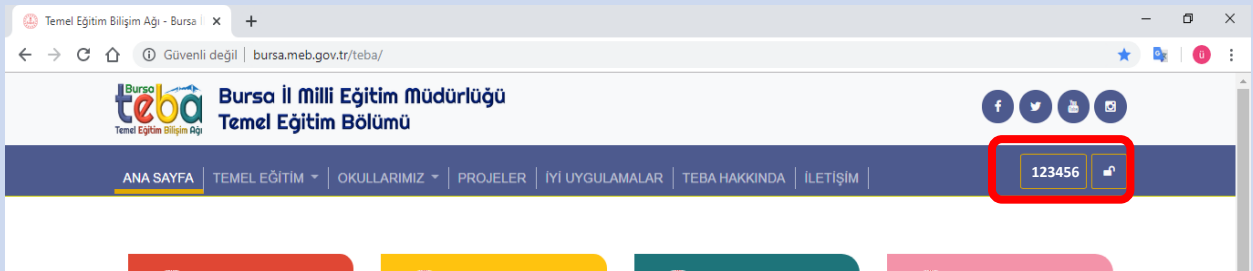 Temel Eğitim Bilişim Ağı - Bursa
Güvenli değil | bursa.meb.gov.tr/teba/
ü
Bursa
teba
Temel Eğitim Bilişim Ağı
Bursa İl Milli Eğitim Müdürlüğü
Temel Eğitim Bölümü
ANA SAYFA | TEMEL EĞİTİM | OKULLARIMIZ | PROJELER | İYİ UYGULAMALAR | TEBA HAKKINDA | İLETİŞİM |
123456